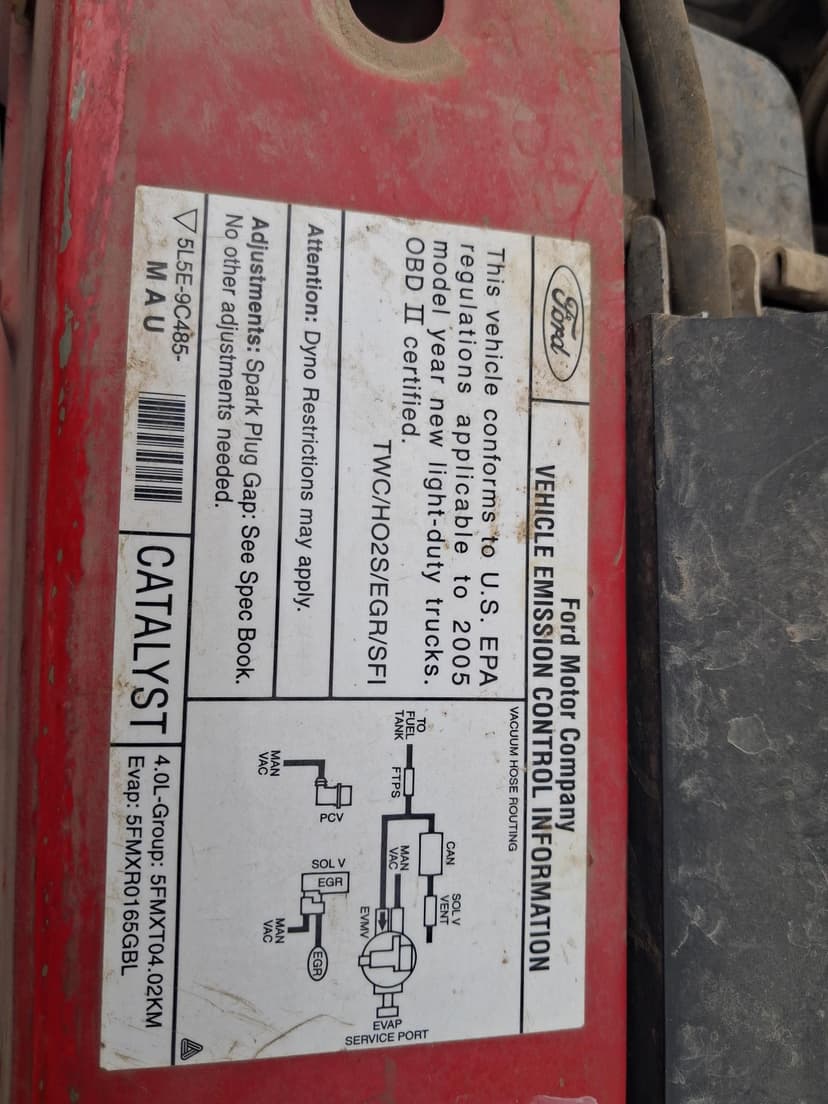 Ford
Ford Motor Company
VEHICLE EMISSION CONTROL INFORMATION
This vehicle conforms to U.S. EPA
regulations applicable to 2005
model year new light-duty trucks.
OBD II certified.
TWC/HO2S/EGR/SFI
Attention: Dyno Restrictions may apply.
Adjustments: Spark Plug Gap: See Spec Book.
No other adjustments needed.
VACUUM HOSE ROUTING
TO
FUEL
TANK
FTPS
CAN
SOL V
VENT
MAN
VAC
EVMV
EVAP
SERVICE PORT
MAN
VAC
PCV
SOL V
EGR
MAN
VAC
EGR
5L5E-9C485-
MAU
CATALYST
4.0L-Group: 5FMXT04.02KM
Evap: 5FMXR0165GBL